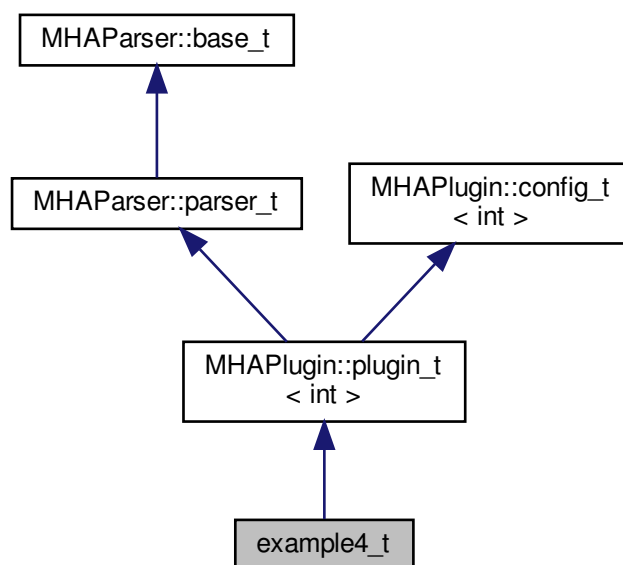 MHAParser::base_t
MHAParser::parser_t
MHAPlugin::config_t
< int >
MHAPlugin::plugin_t
< int >
example4_t